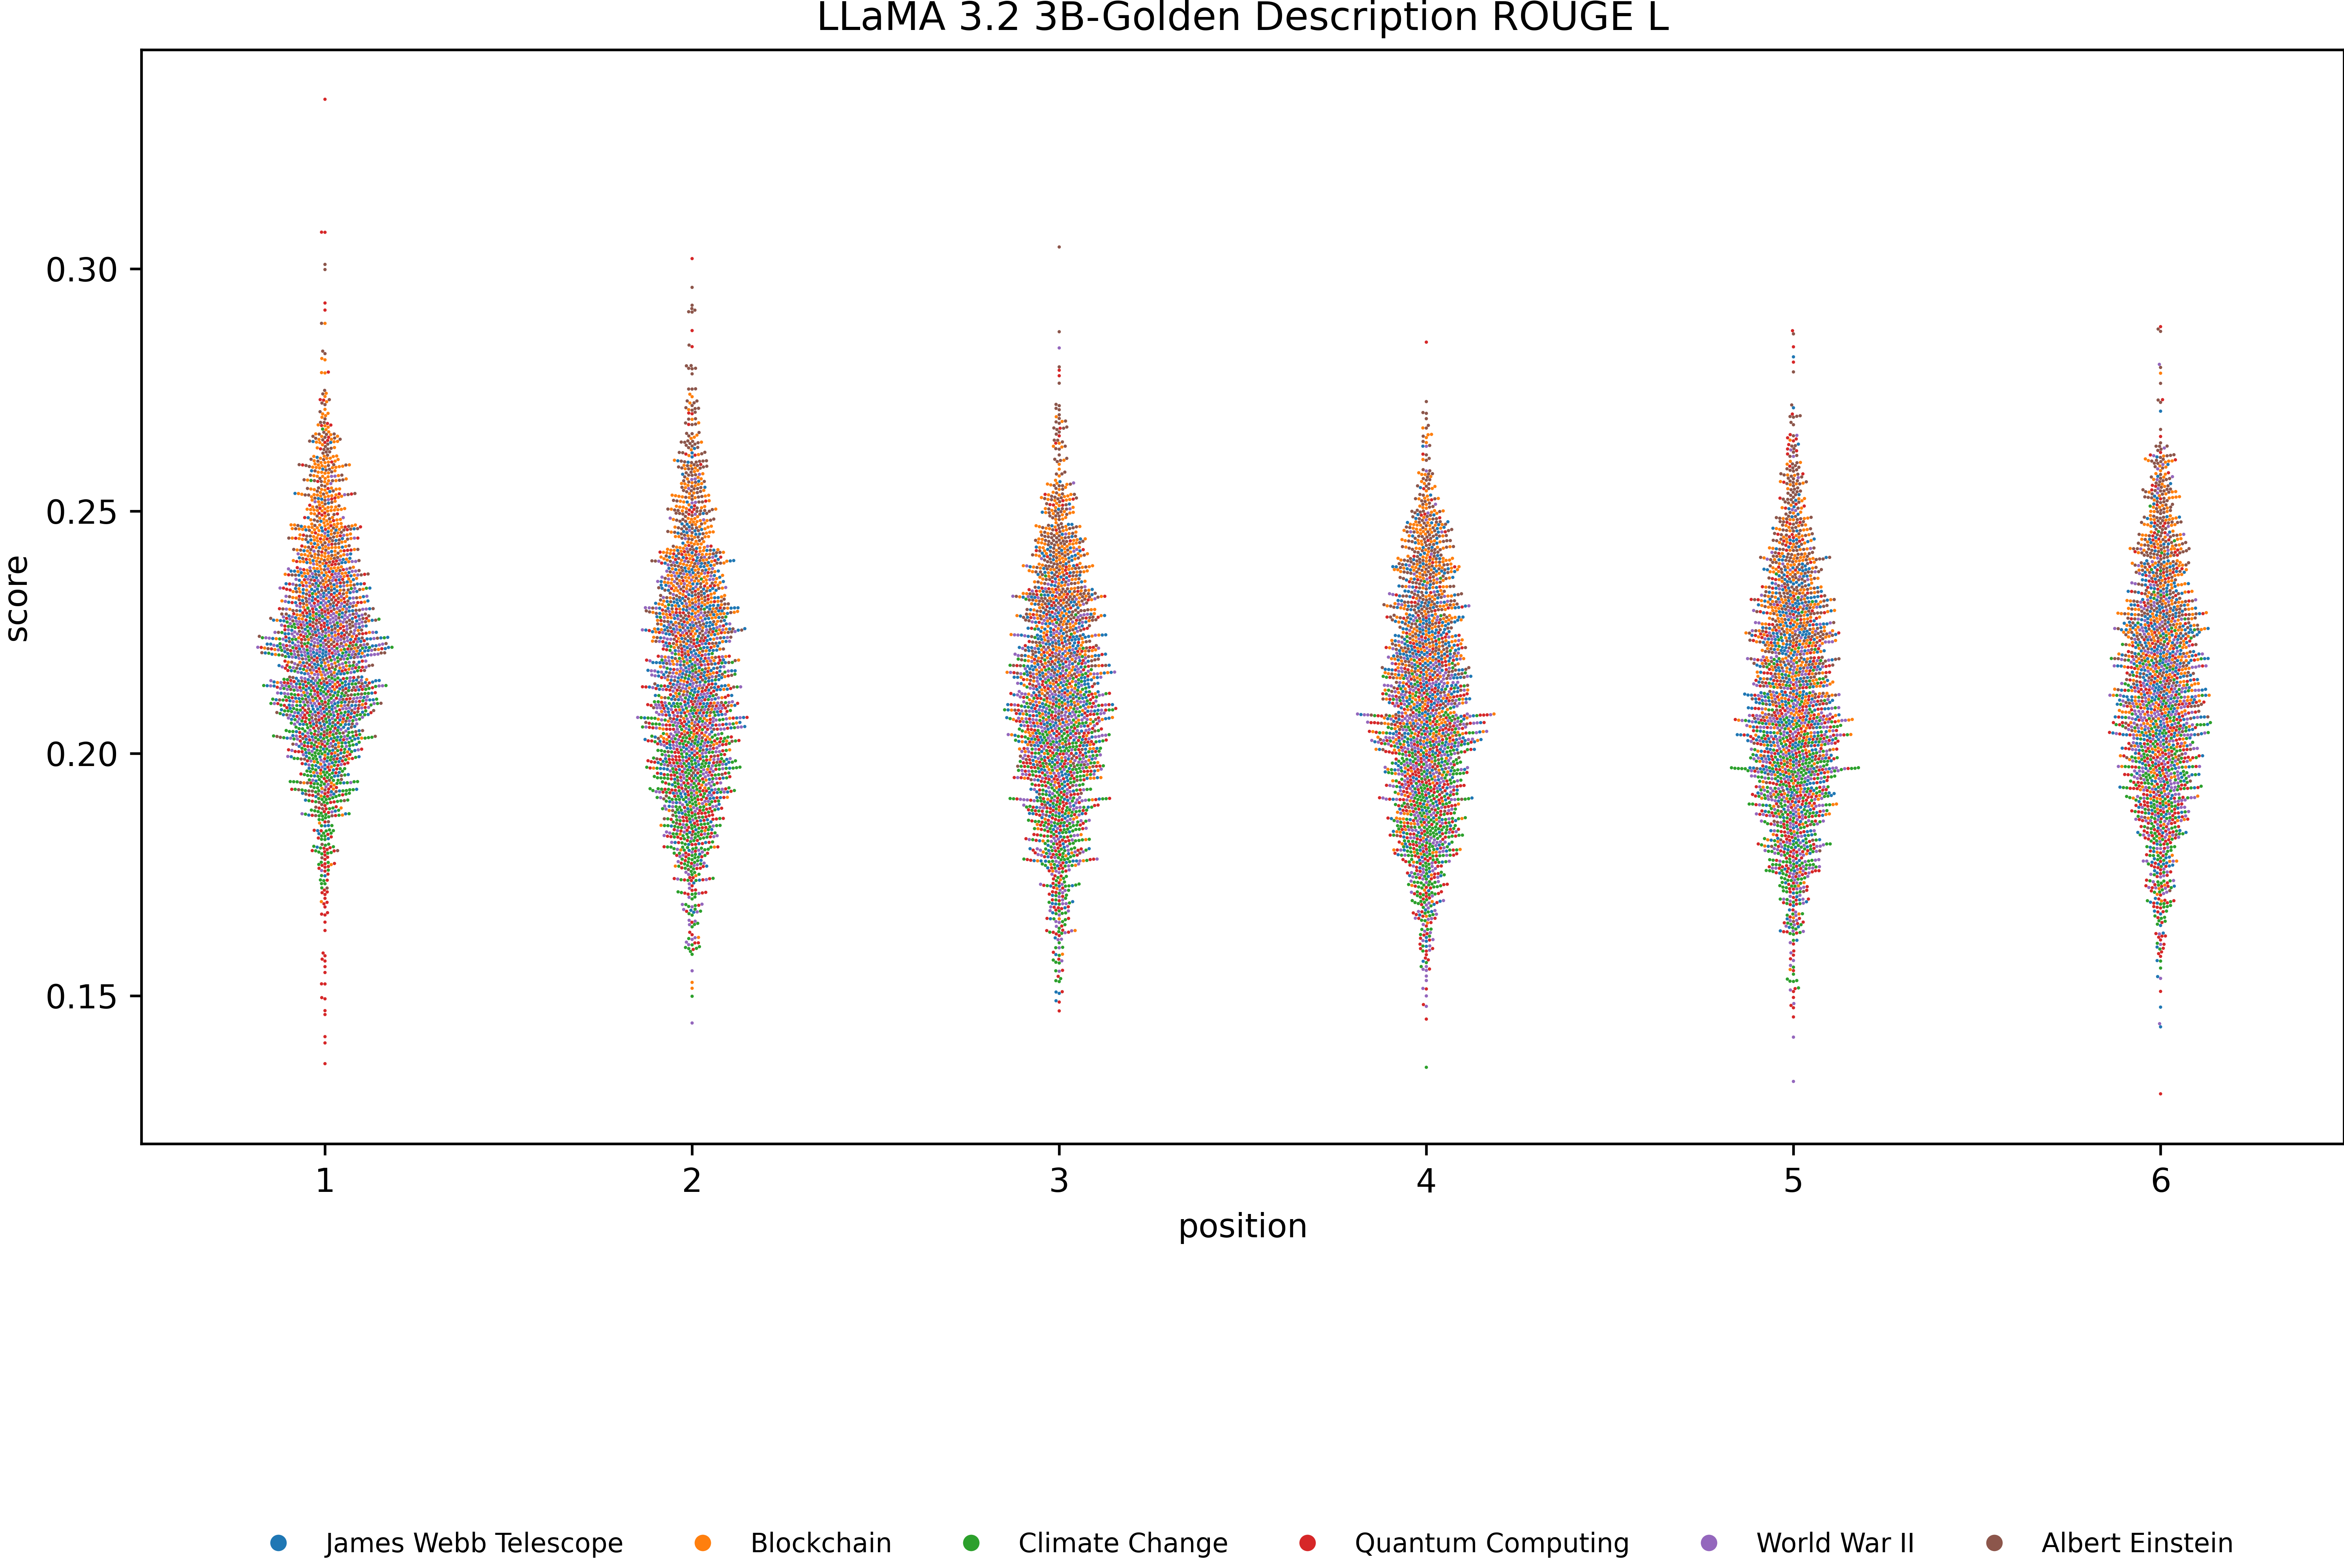 LLaMA 3.2 3B-Golden Description ROUGE L
score
0.30
0.25
0.20
0.15
1 2 3 4 5 6
position
James Webb Telescope Blockchain Climate Change Quantum Computing World War II Albert Einstein